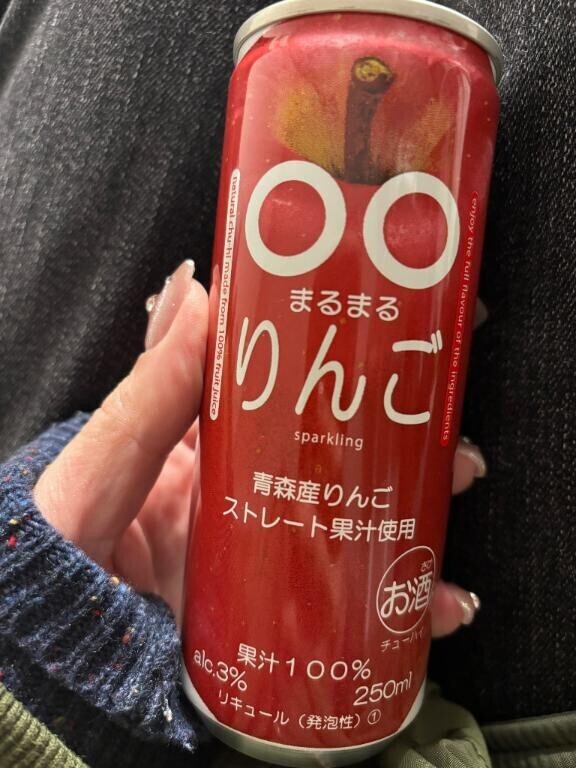 ○○
まるまる
りんご
sparkling
natural chu-hi made from 100% fruit juice
enjoy the full flavour of the ingredients
青森産りんご
ストレート果汁使用
さけ
お酒
チューハイ
果汁100%
alc.3%
250ml
リキュール（発泡性）①